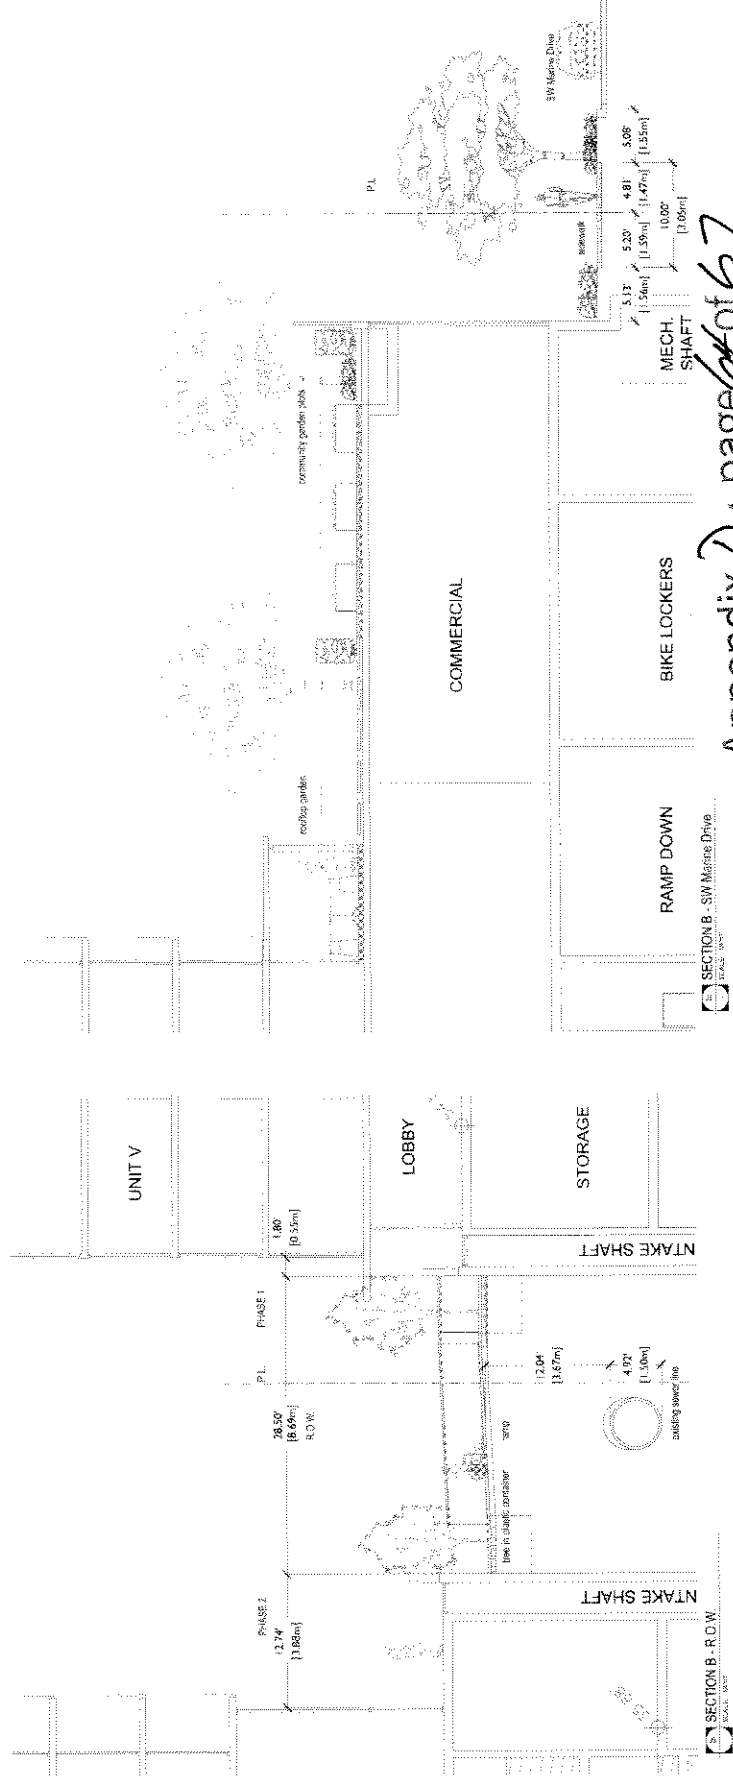 UNIT V
LOBBY
STORAGE
NTAKE SHAFT
NTAKE SHAFT
PHASE 2
12.74'
[3.88m]
28.50'
[8.69m]
R.O.W.
P.L.
PHASE 1
1.80'
[0.55m]
12.04'
[3.67m]
4.92'
[1.50m]
existing sewer line
tree in plastic container
ramp
SECTION B - R.O.W.
rooftop garden
community garden plots
P.L.
SW Marine Drive
sidewalk
5.13'
[1.56m]
5.20'
[1.59m]
4.81'
[1.47m]
5.08'
[1.55m]
10.00'
[3.05m]
COMMERCIAL
RAMP DOWN
BIKE LOCKERS
MECH.
SHAFT
SECTION B - SW Marine Drive
Appendix D, page of 67